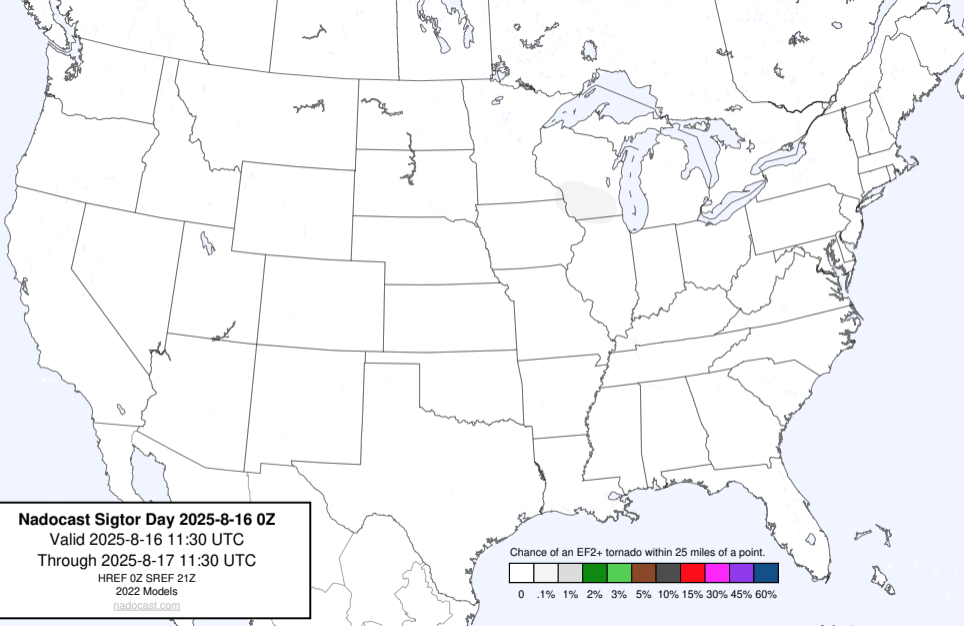 Nadocast Sigtor Day 2025-8-16 0Z
Valid 2025-8-16 11:30 UTC
Through 2025-8-17 11:30 UTC
HREF 0Z SREF 21Z
2022 Models
nadocast.com
Chance of an EF2+ tornado within 25 miles of a point.
0 .1% 1% 2% 3% 5% 10% 15% 30% 45% 60%